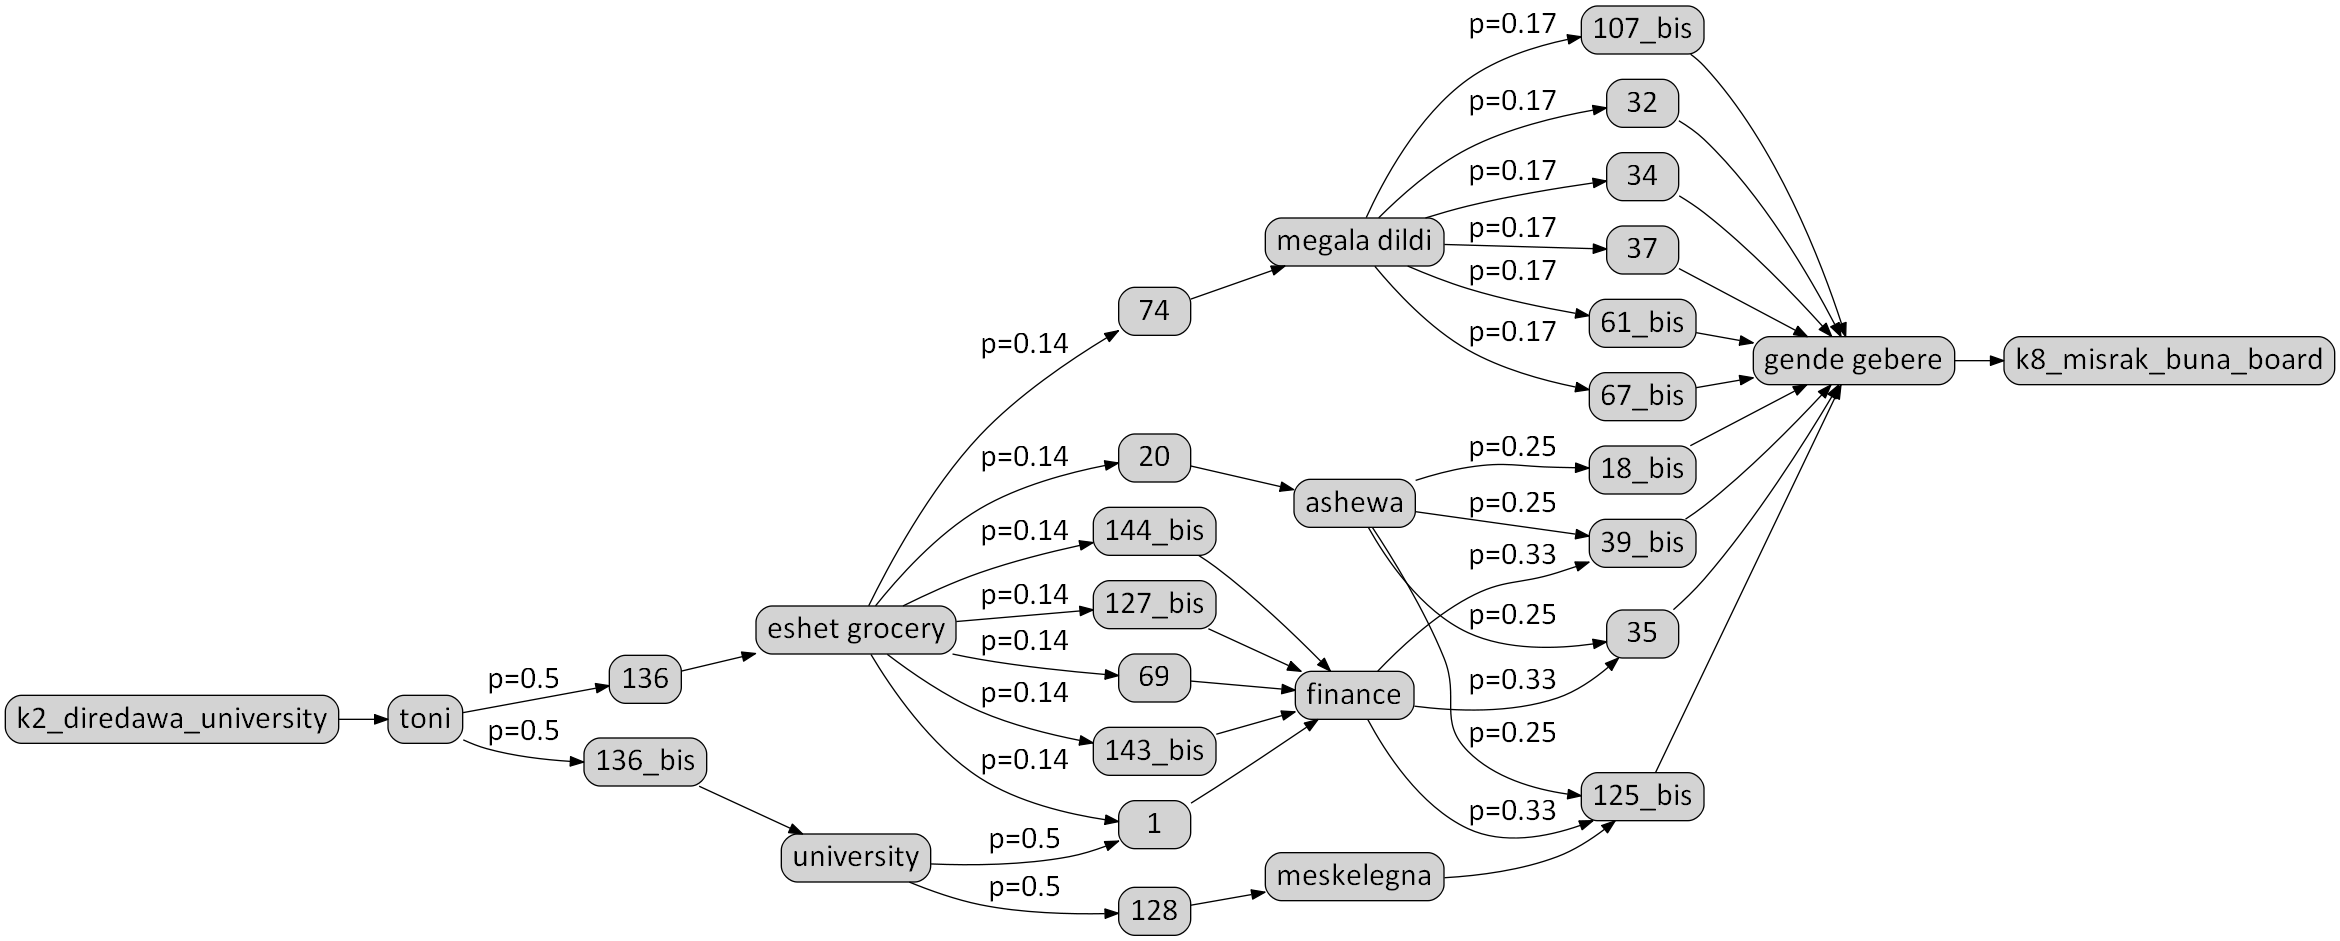 k2_diredawa_university
toni
p=0.5
p=0.5
136
136_bis
eshet grocery
university
p=0.14
p=0.14
p=0.14
p=0.14
p=0.14
p=0.14
p=0.14
p=0.5
p=0.5
74
20
144_bis
127_bis
69
143_bis
1
128
megala dildi
ashewa
finance
meskelegna
p=0.17
p=0.17
p=0.17
p=0.17
p=0.17
p=0.17
p=0.25
p=0.25
p=0.33
p=0.25
p=0.33
p=0.25
p=0.33
107_bis
32
34
37
61_bis
67_bis
18_bis
39_bis
35
125_bis
gende gebere
k8_misrak_buna_board